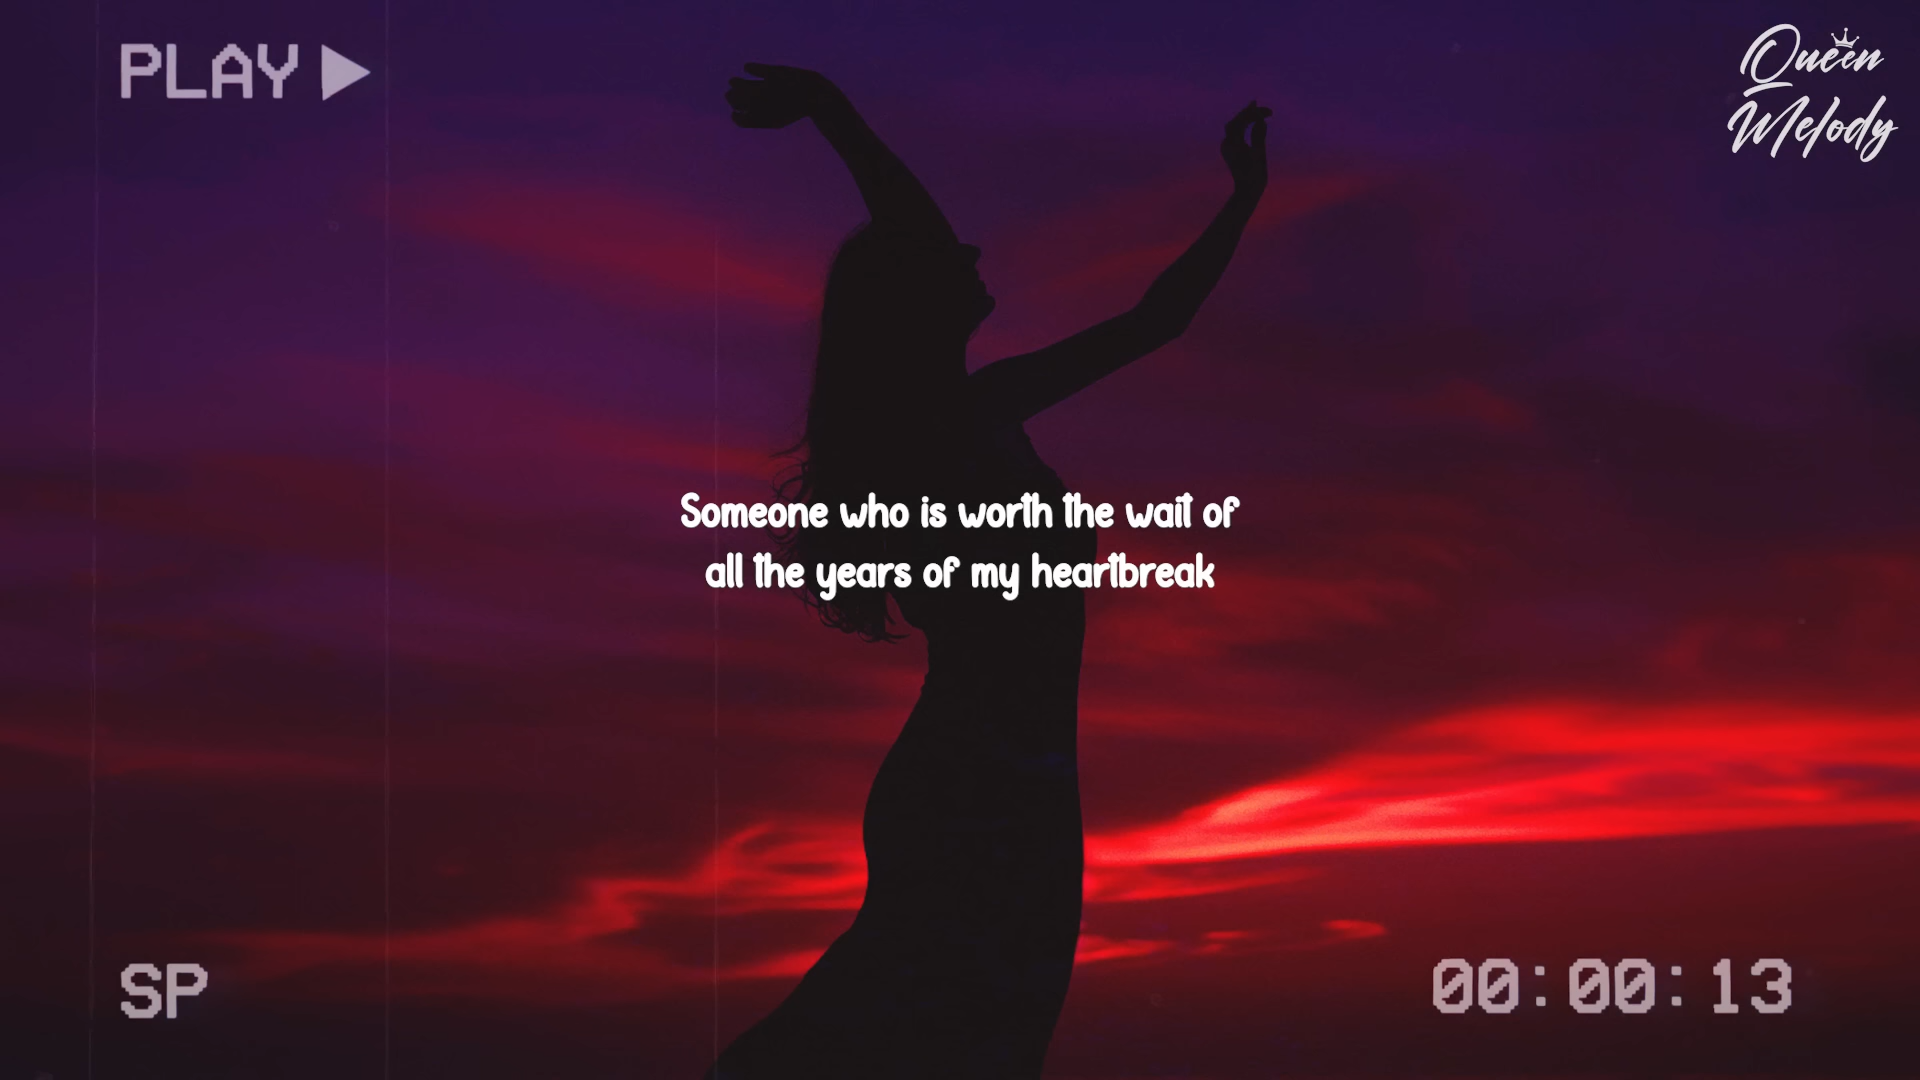 PLAY
Queen
Melody
Someone who is worth the wait of
all the years of my heartbreak
SP
00:00:13